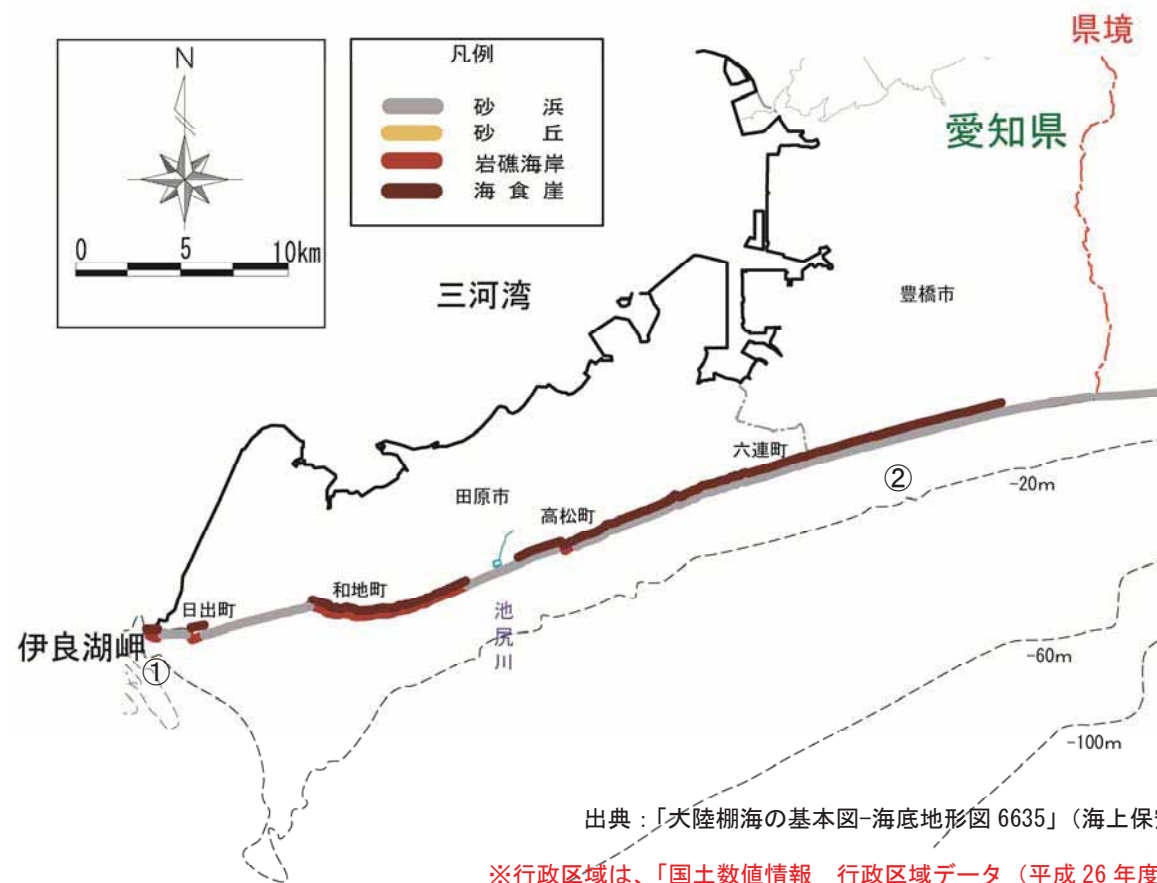 県境
N
0 5 10km
凡例
砂 浜
砂 丘
岩礁海岸
海 食 崖
愛知県
三河湾
豊橋市
六連町
②
-20m
田原市
高松町
和地町
日出町
池尻川
伊良湖岬
①
-60m
-100m
出典：「大陸棚海の基本図-海底地形図 6635」（海上保
※行政区域は、「国土数値情報 行政区域データ（平成 26 年度